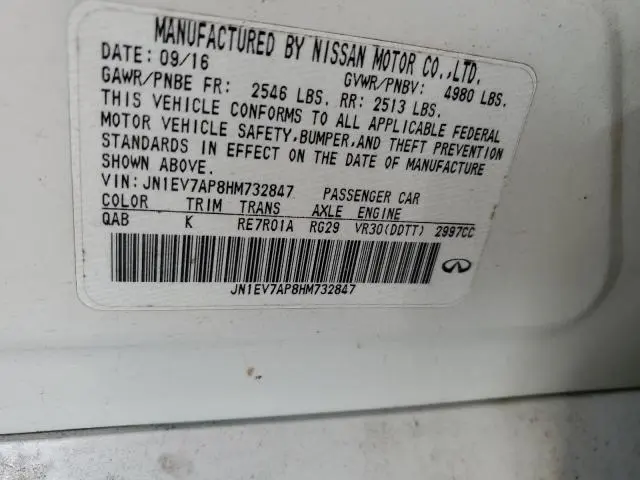 MANUFACTURED BY NISSAN MOTOR CO.,LTD.
DATE: 09/16 GVWR/PNBV: 4980 LBS.
GAWR/PNBE FR: 2546 LBS. RR: 2513 LBS.
THIS VEHICLE CONFORMS TO ALL APPLICABLE FEDERAL
MOTOR VEHICLE SAFETY,BUMPER,AND THEFT PREVENTION
STANDARDS IN EFFECT ON THE DATE OF MANUFACTURE
SHOWN ABOVE.
VIN:JN1EV7AP8HM732847 PASSENGER CAR
COLOR TRIM TRANS AXLE ENGINE
QAB K RE7R01A RG29 VR30(DDTT) 2997CC
JN1EV7AP8HM732847